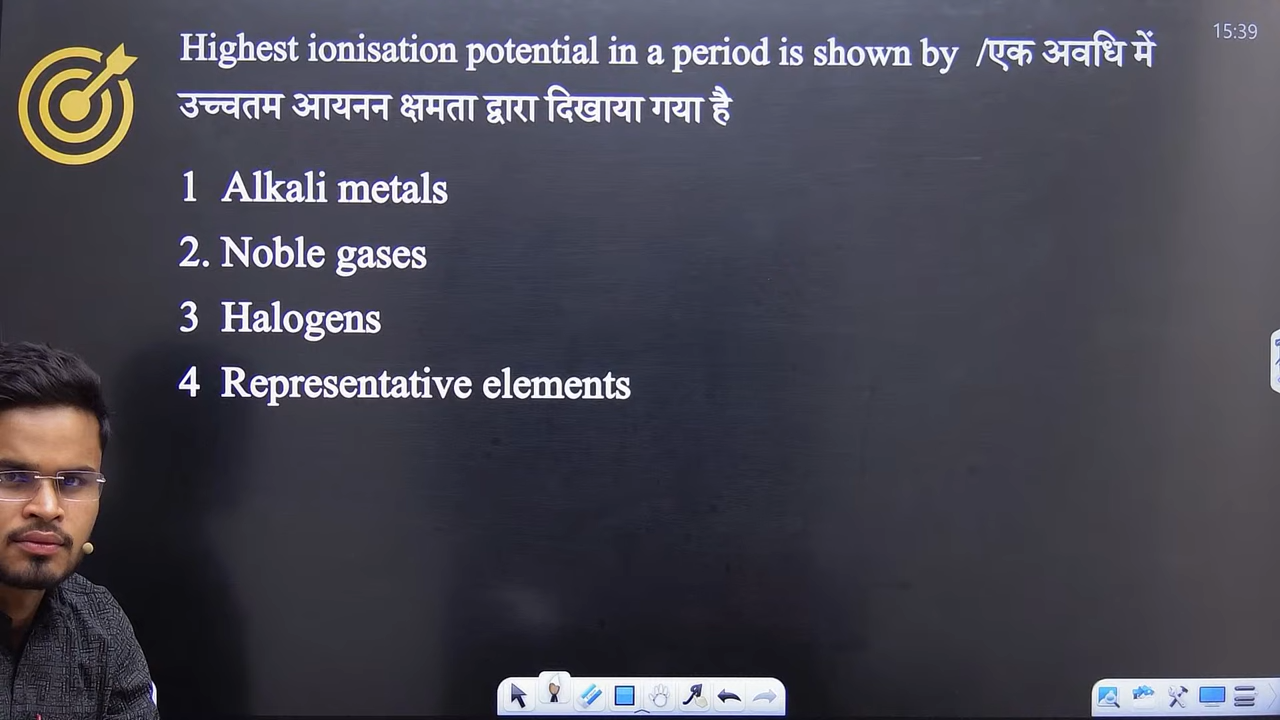 15:39
Highest ionisation potential in a period is shown by /एक अवधि में
उच्चतम आयनन क्षमता द्वारा दिखाया गया है
1 Alkali metals
2. Noble gases
3 Halogens
4 Representative elements